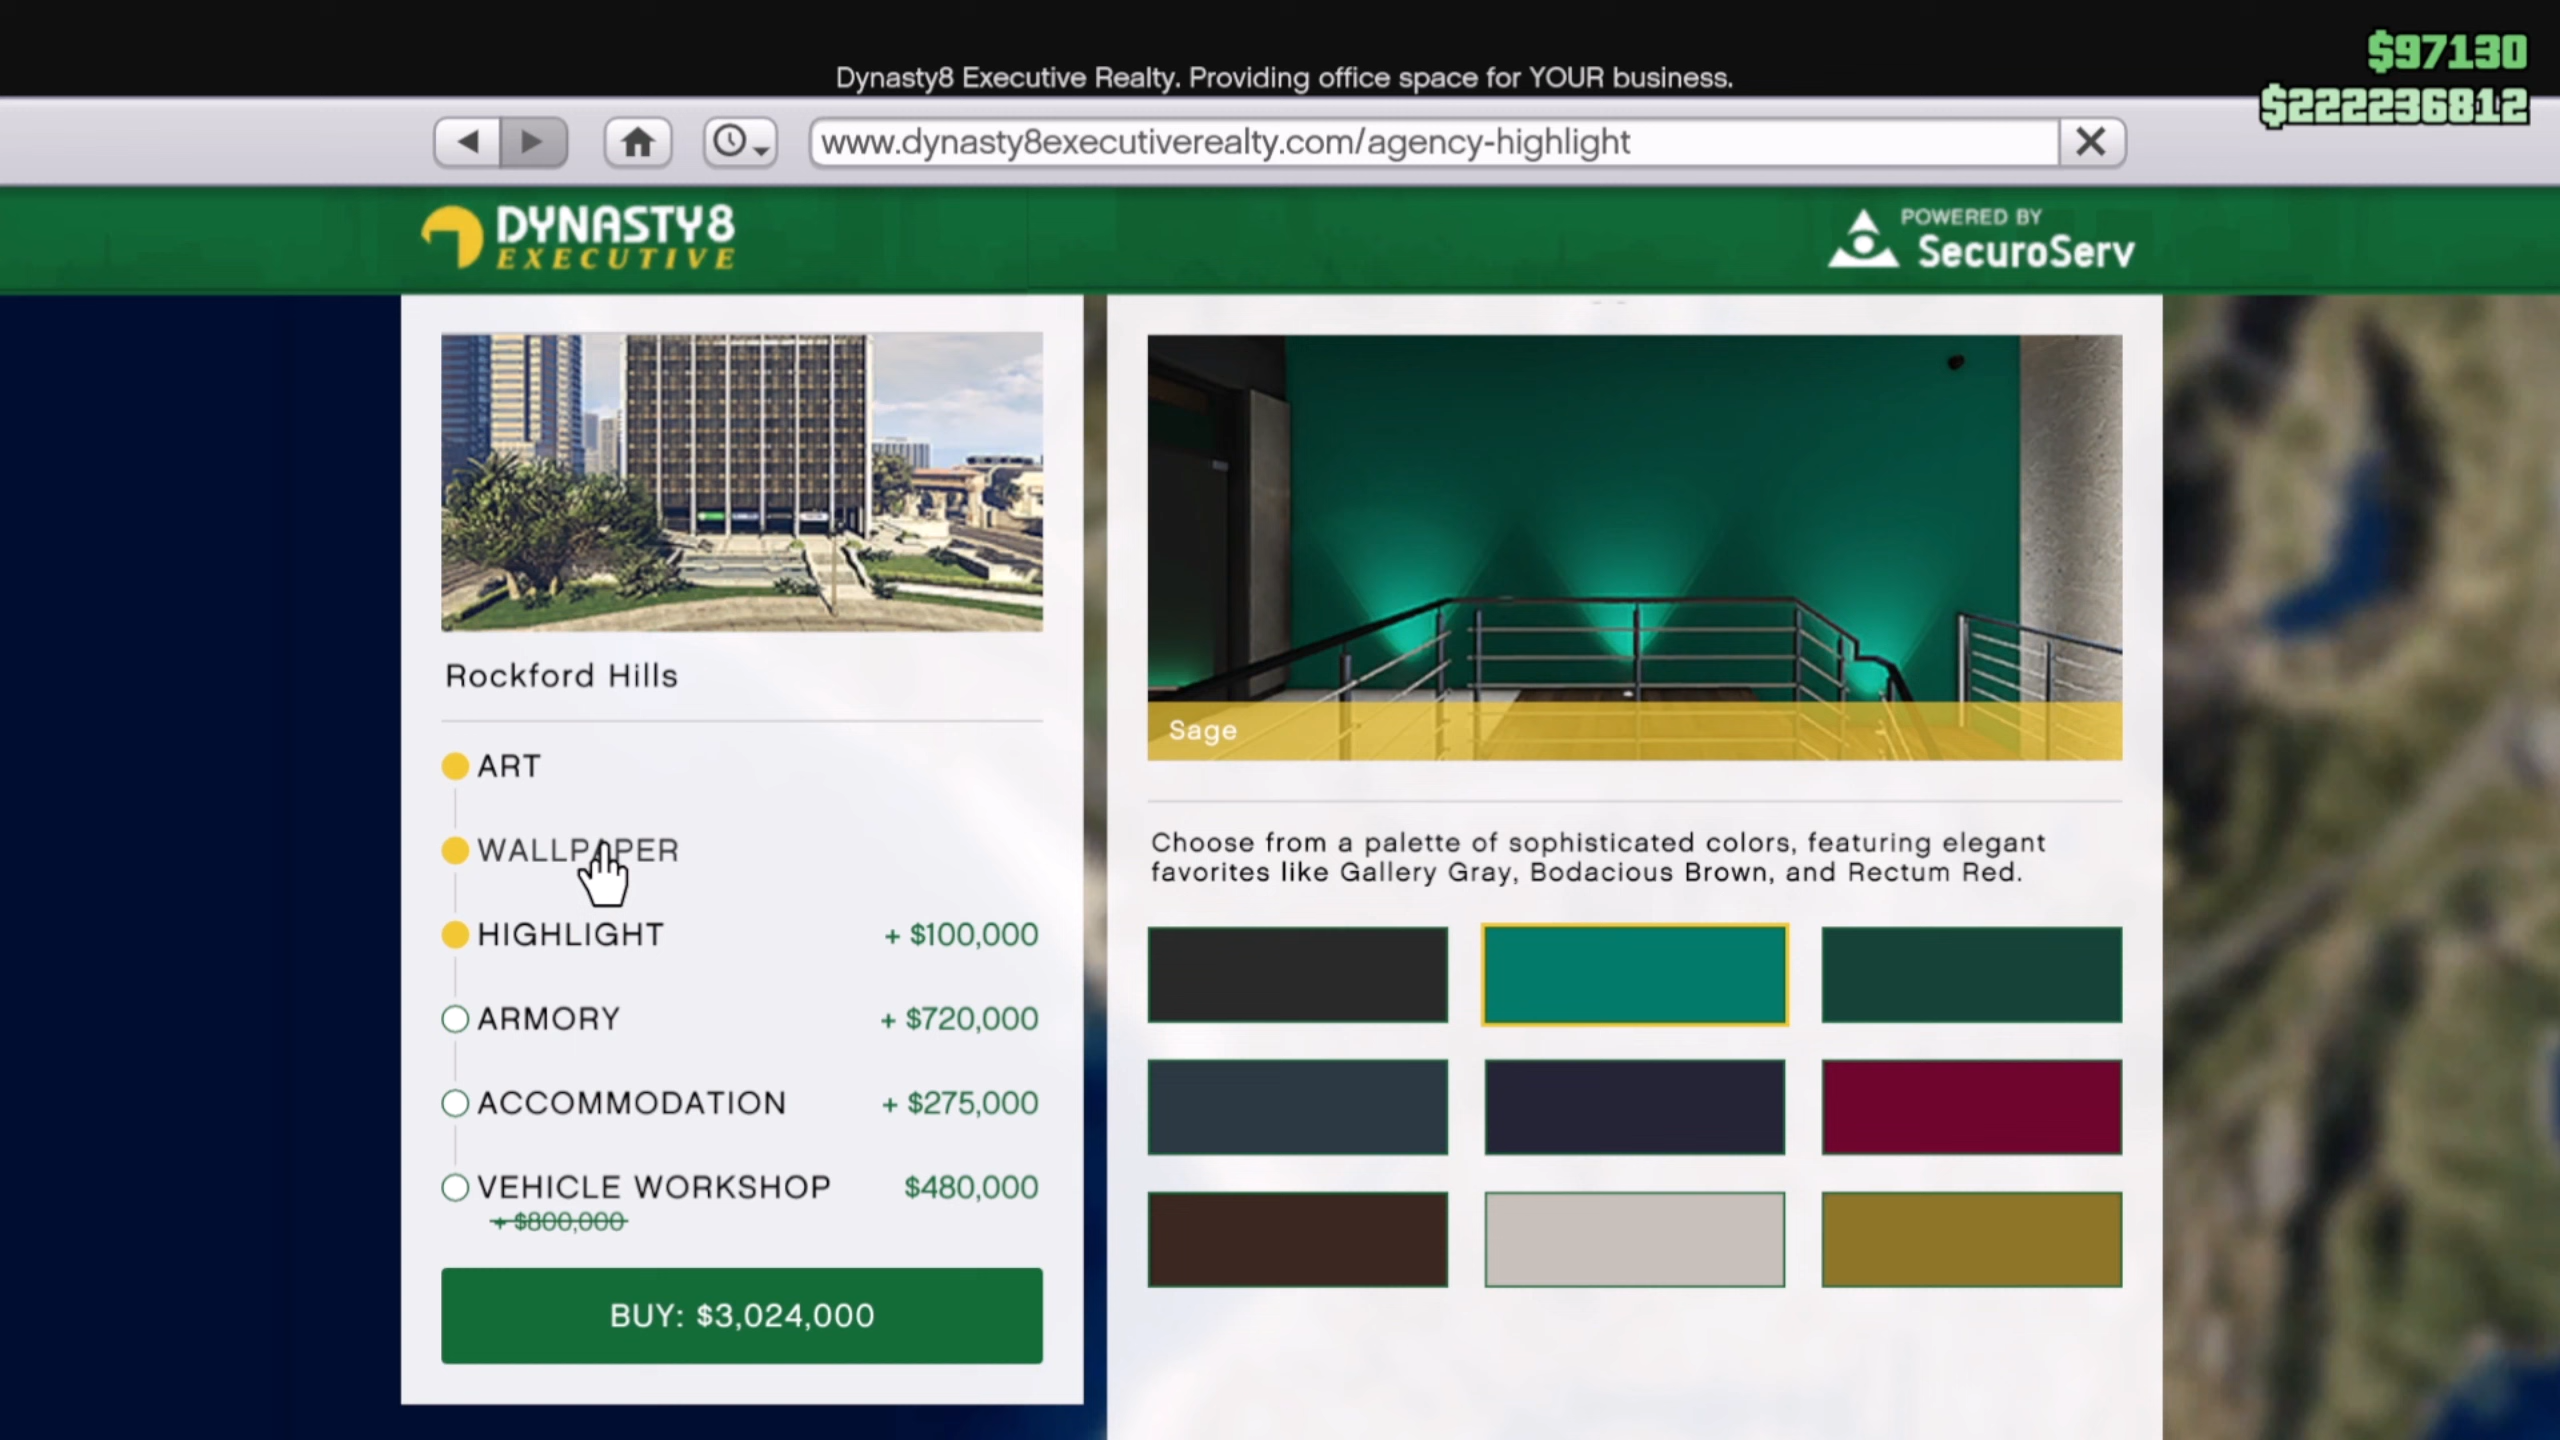 Dynasty8 Executive Realty. Providing office space for YOUR business.
$97130
$222236812
www.dynasty8executiverealty.com/agency-highlight
DYNASTY8
EXECUTIVE
POWERED BY
SecuroServ
Rockford Hills
ART
WALLPAPER
HIGHLIGHT + $100,000
ARMORY + $720,000
ACCOMMODATION + $275,000
VEHICLE WORKSHOP $480,000
+ $800,000
BUY: $3,024,000
Sage
Choose from a palette of sophisticated colors, featuring elegant
favorites like Gallery Gray, Bodacious Brown, and Rectum Red.